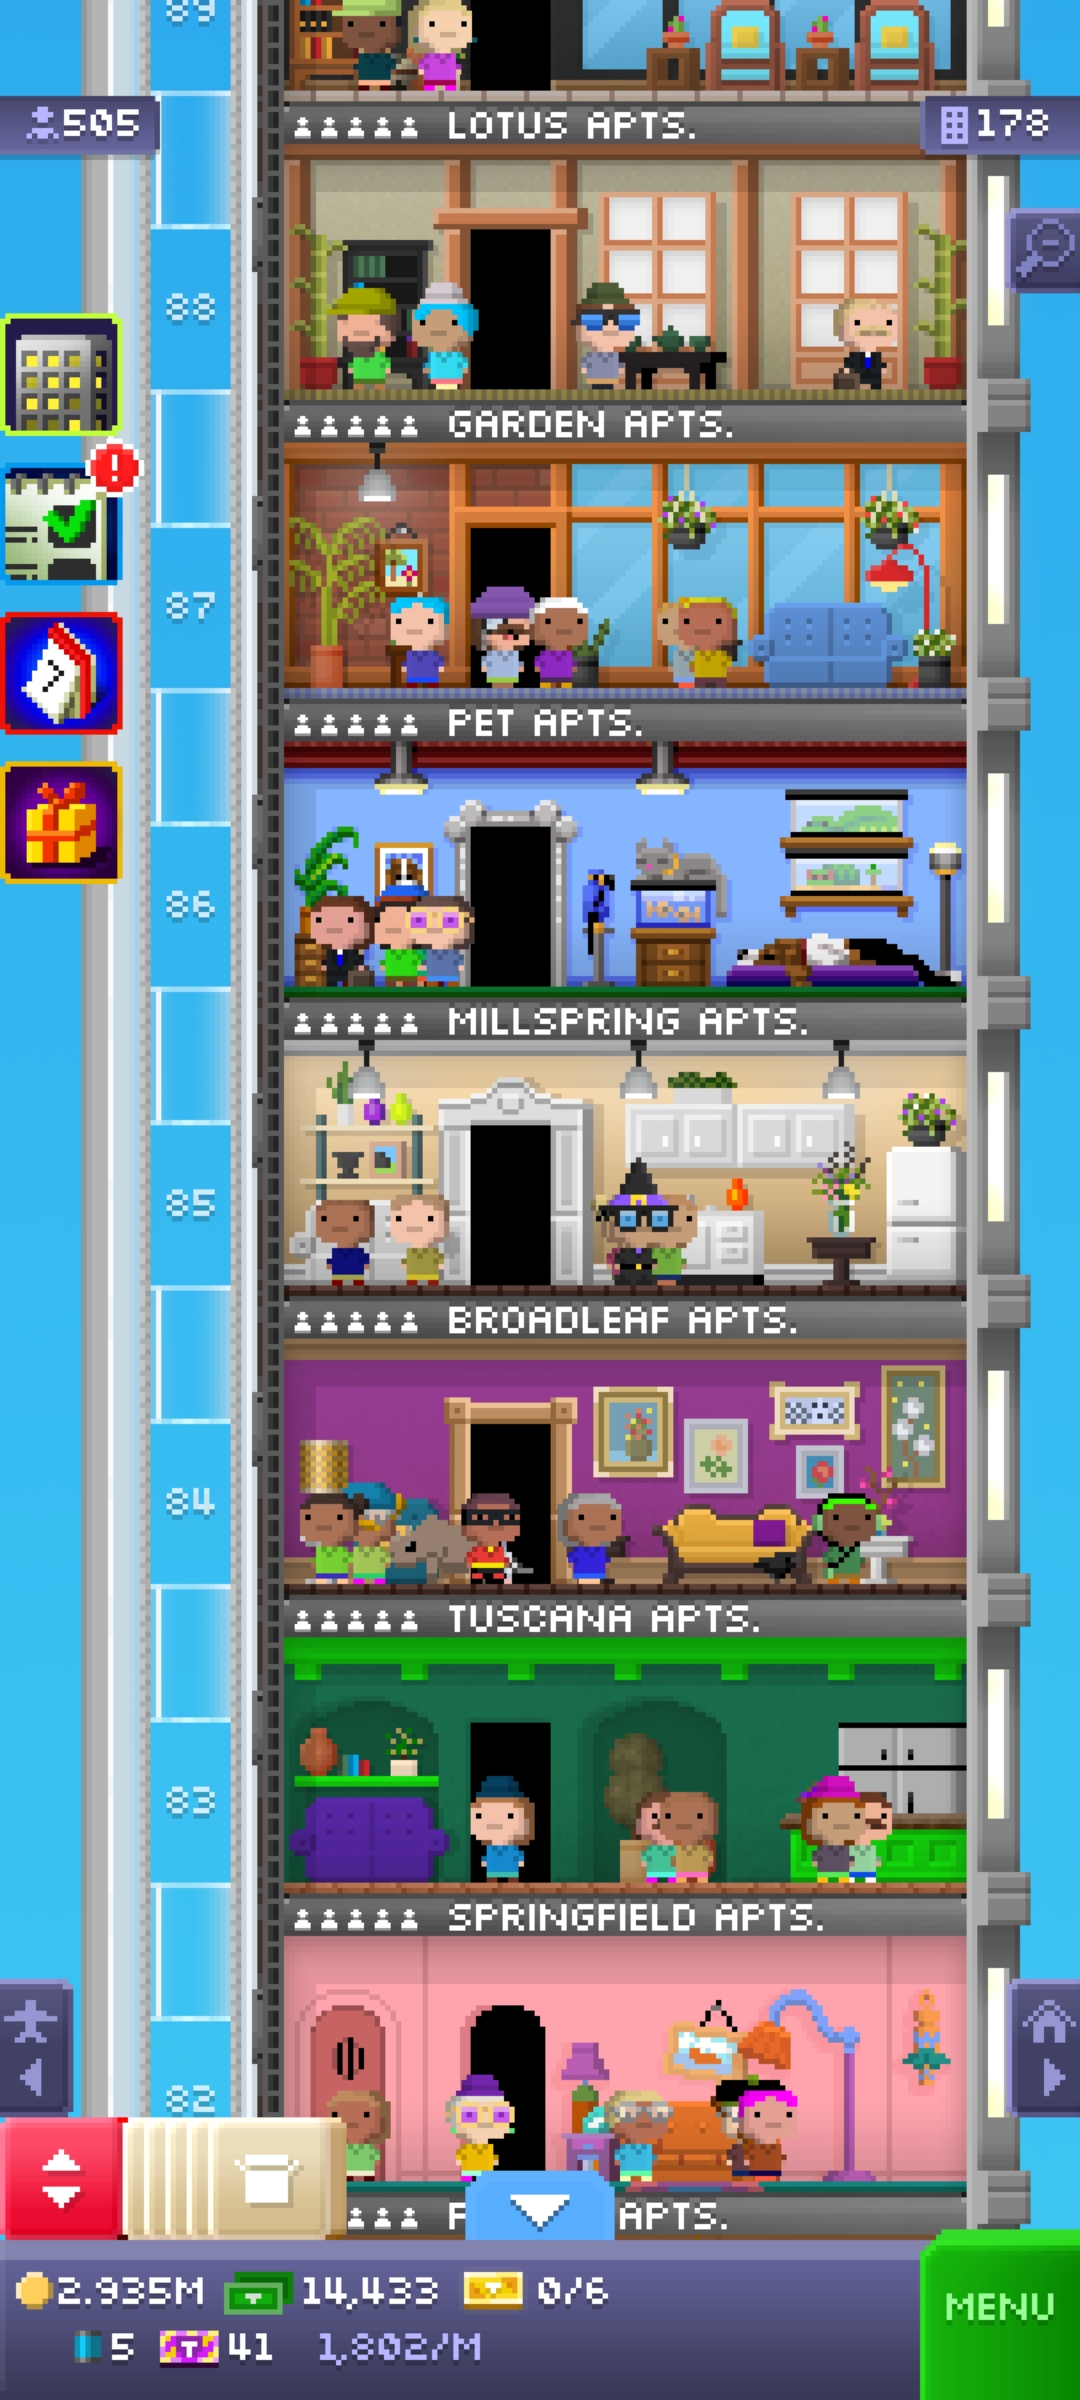 89
505
LOTUS APTS.
178
88
GARDEN APTS.
87
PET APTS.
86
MILLSPRING APTS.
85
BROADLEAF APTS.
84
TUSCANA APTS.
83
SPRINGFIELD APTS.
82
APTS.
2.935M 14,433 0/6
MENU
5 41 1,802/M